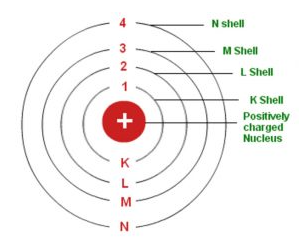 4
N shell
3
M Shell
2
L Shell
1
K Shell
+
Positively
charged
Nucleus
K
L
M
N